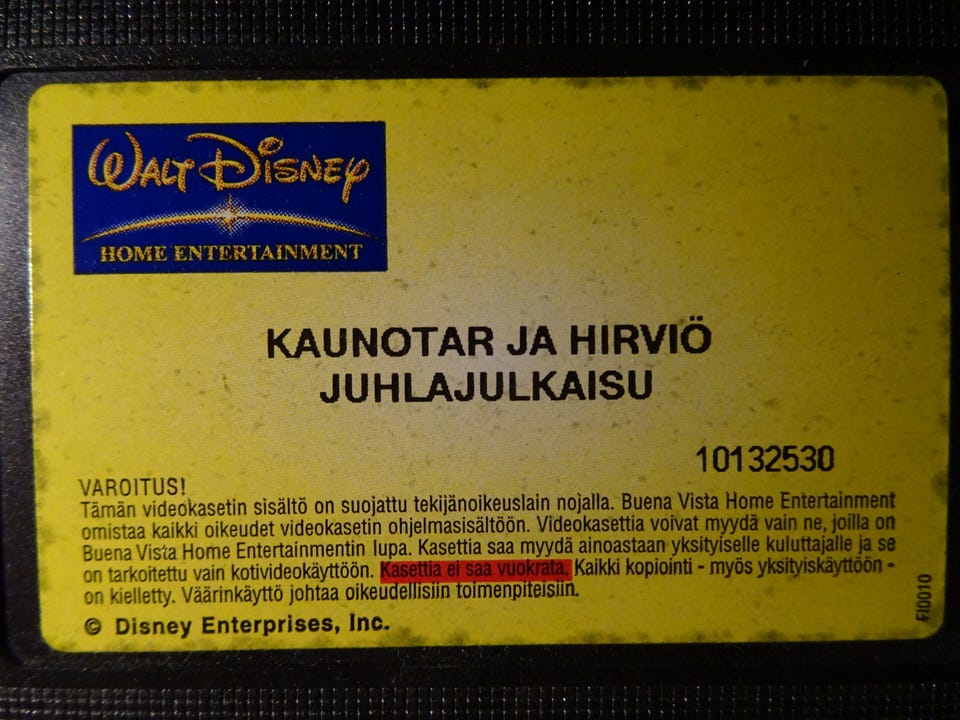 WALT DISNEY
HOME ENTERTAINMENT
KAUNOTAR JA HIRVIÖ
JUHLAJULKAISU
10132530
VAROITUS!
Tämän videokasetin sisältö on suojattu tekijänoikeuslain nojalla. Buena Vista Home Entertainment
omistaa kaikki oikeudet videokasetin ohjelmasisältöön. Videokasettia voivat myydä vain ne, joilla on
Buena Vista Home Entertainmentin lupa. Kasettia saa myydä ainoastaan yksityiselle kuluttajalle ja se
on tarkoitettu vain kotivideokäyttöön. Kasettia ei saa vuokrata. Kaikki kopiointi - myös yksityiskäyttöön -
on kielletty. Väärinkäyttö johtaa oikeudellisiin toimenpiteisiin.
© Disney Enterprises, Inc.
FI0010